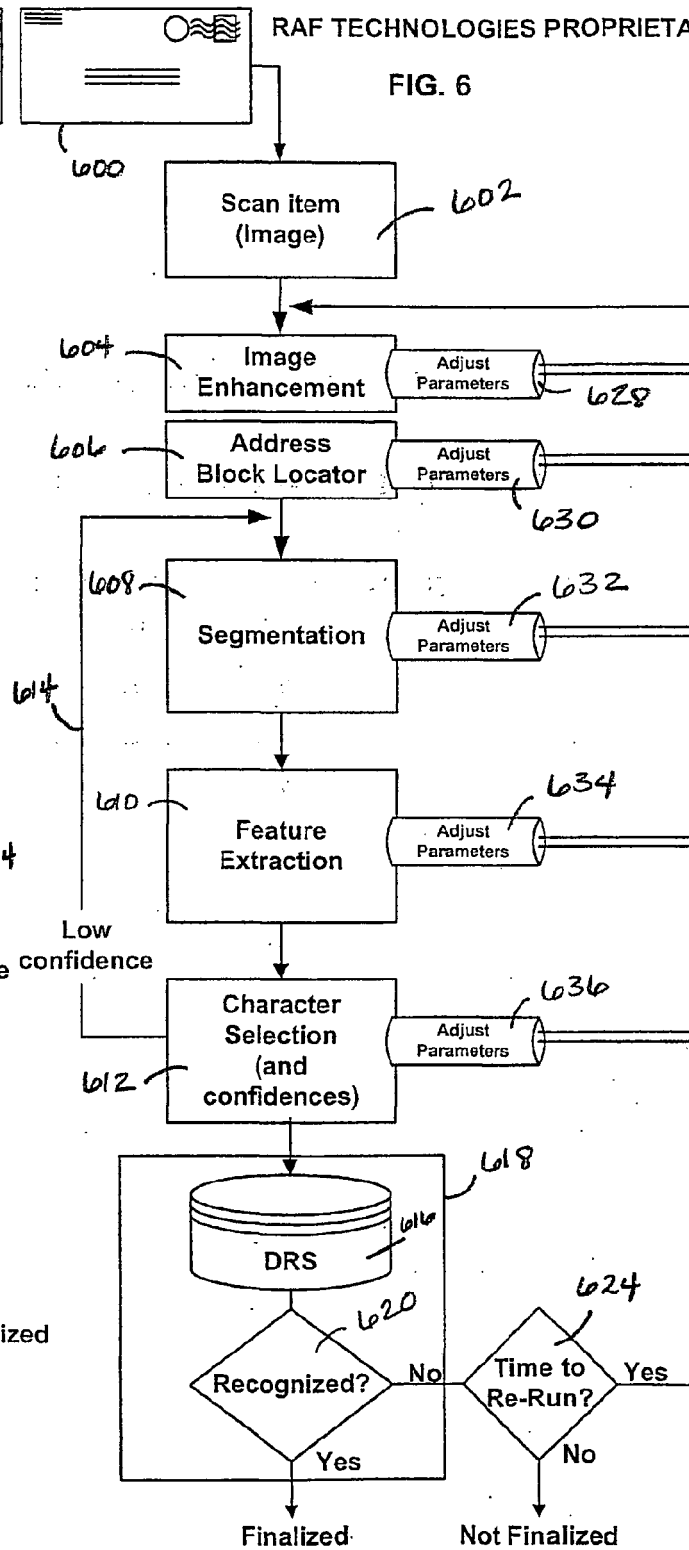 RAF TECHNOLOGIES PROPRIETA
FIG. 6
600
Scan item
(Image)
602
604
Image
Enhancement
Adjust
Parameters
628
606
Address
Block Locator
Adjust
Parameters
630
608
Segmentation
Adjust
Parameters
632
614
610
Feature
Extraction
Adjust
Parameters
634
4
Low
e confidence
Character
Selection
(and
confidences)
612
Adjust
Parameters
636
618
DRS
616
620
Recognized?
No
Yes
624
Time to
Re-Run?
Yes
No
ized
Finalized
Not Finalized